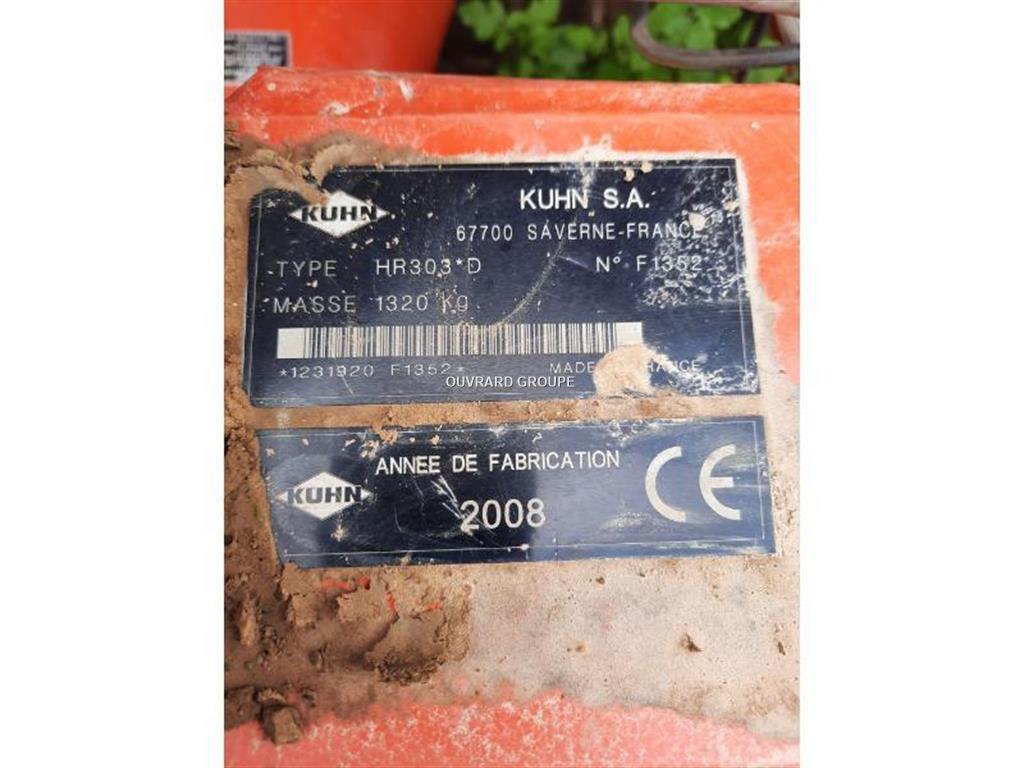 KUHN
KUHN S.A.
67700 SAVERNE-FRANCE
TYPE HR303*D N° F1352
MASSE 1320 Kg
*1231920 F1352* MADE FRANCE
OUVRARD GROUPE
ANNEE DE FABRICATION
KUHN
2008
CE